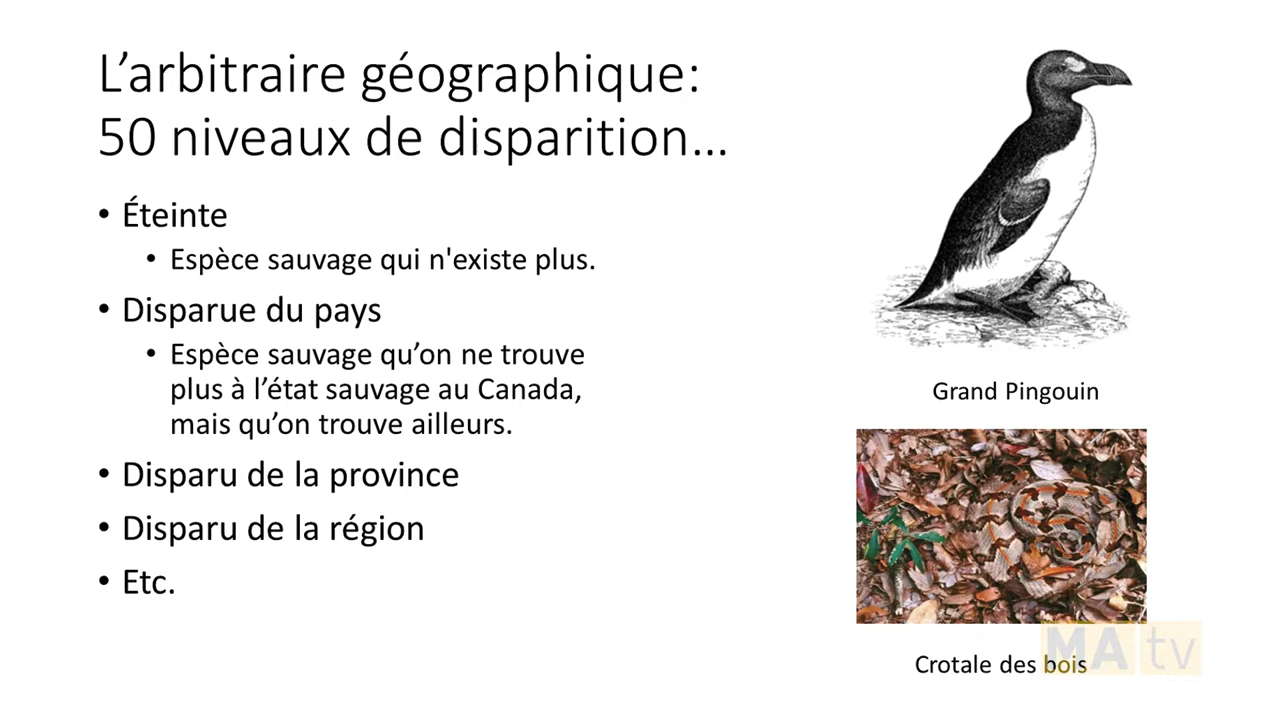 L’arbitraire géographique:
50 niveaux de disparition…
• Éteinte
• Espèce sauvage qui n'existe plus.
• Disparue du pays
• Espèce sauvage qu’on ne trouve
plus à l’état sauvage au Canada,
mais qu’on trouve ailleurs.
• Disparu de la province
• Disparu de la région
• Etc.
Grand Pingouin
Crotale des bois
MAtv